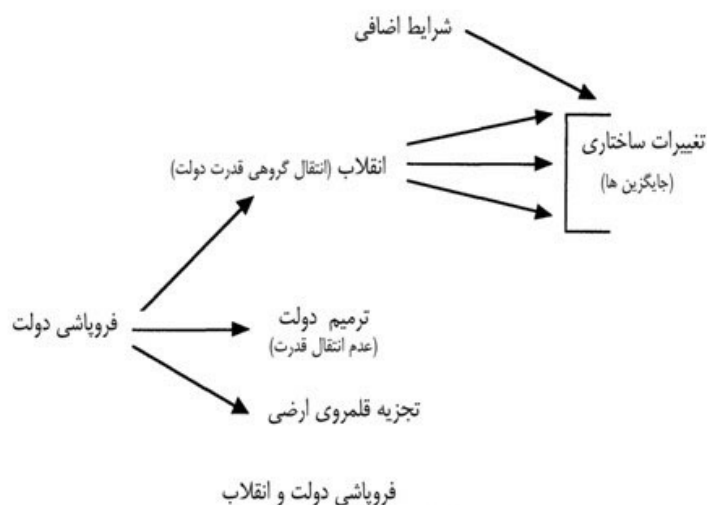 شرایط اضافی
تغییرات ساختاری
(جایگزین ها)
انقلاب (انتقال گروهی قدرت دولت)
فروپاشی دولت
ترمیم دولت
(عدم انتقال قدرت)
تجزیه قلمروی ارضی
فروپاشی دولت و انقلاب